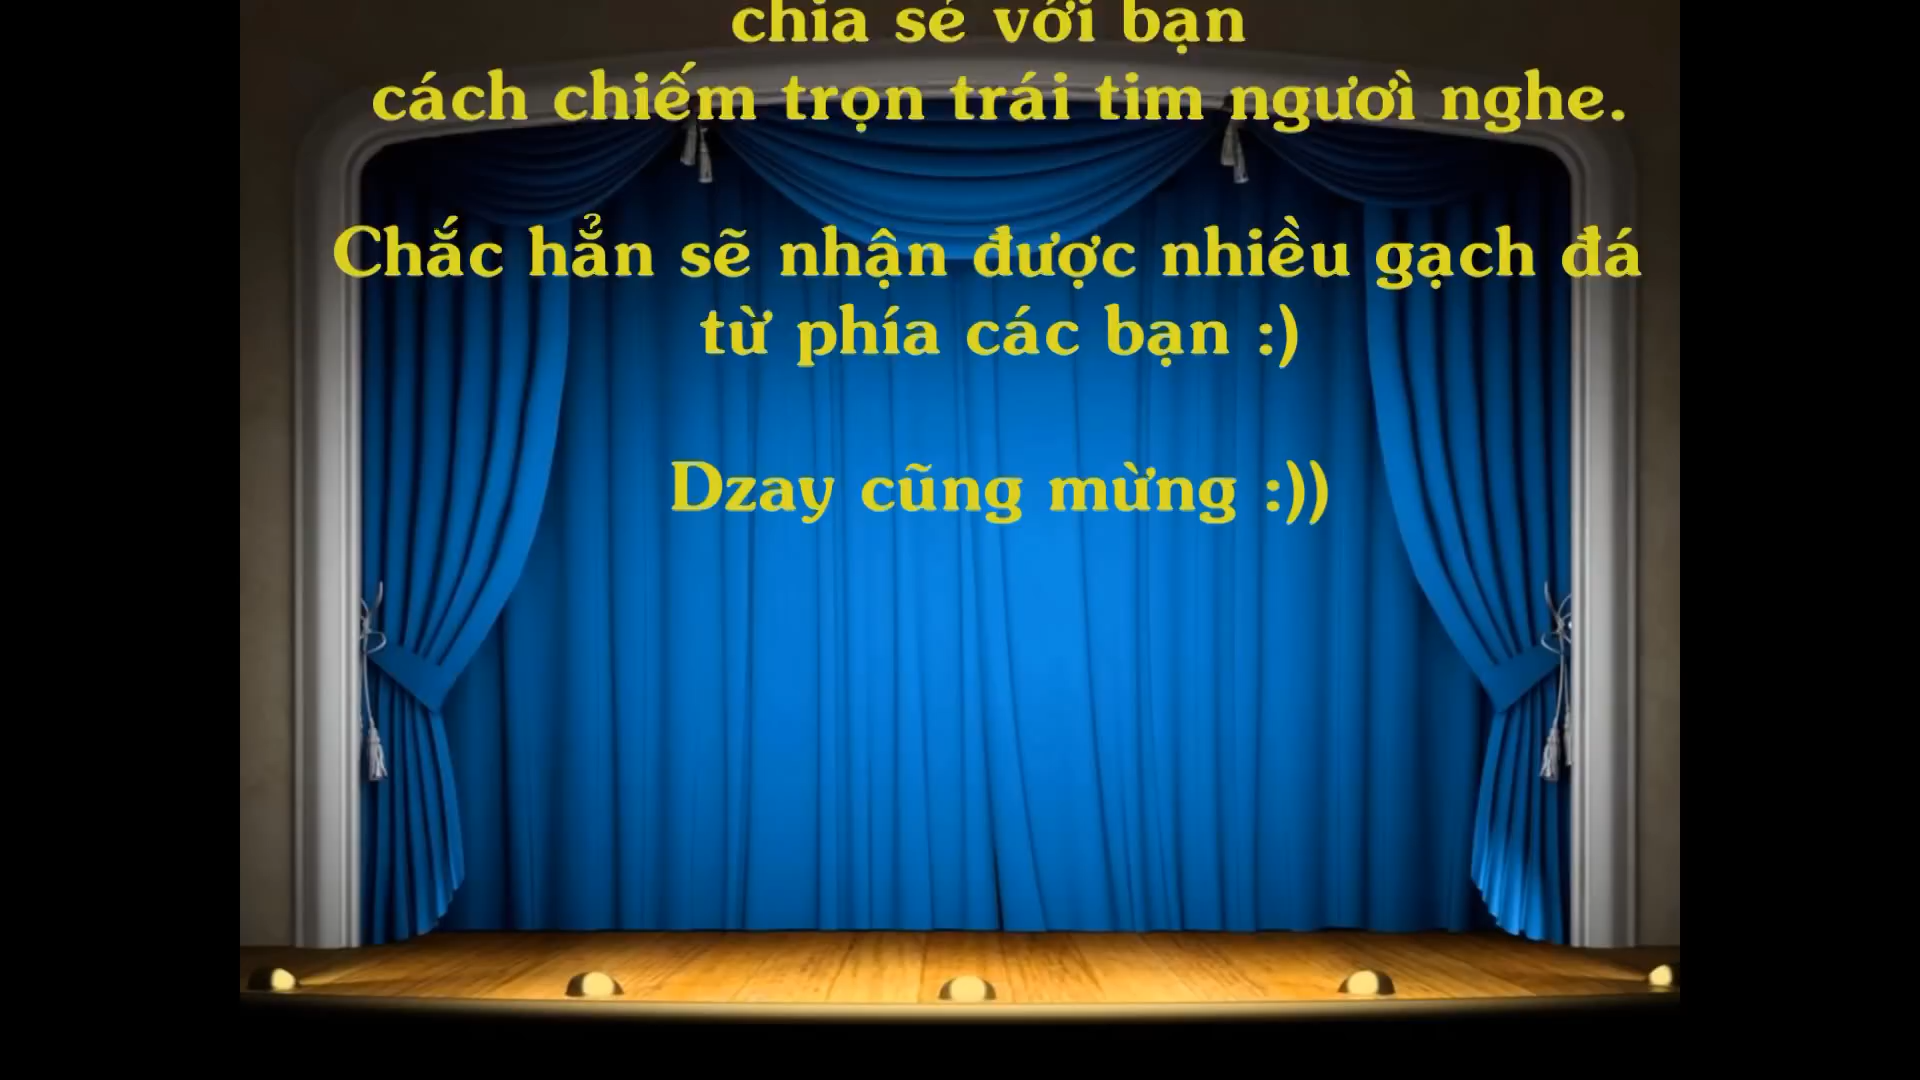 chia sẻ với bạn
cách chiếm trọn trái tim người nghe.
Chắc hẳn sẽ nhận được nhiều gạch đá
từ phía các bạn :)
Dzay cũng mừng :))